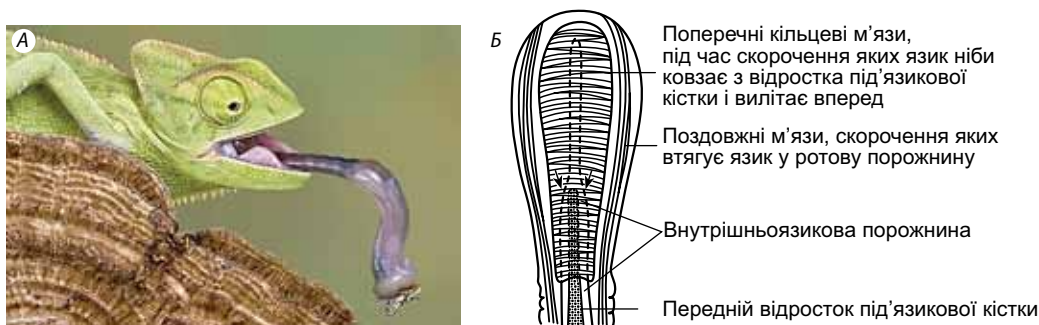 А
Б
Поперечні кільцеві м’язи,
під час скорочення яких язик ніби
ковзає з відростка під’язикової
кістки і вилітає вперед
Поздовжні м’язи, скорочення яких
втягує язик у ротову порожнину
Внутрішньоязикова порожнина
Передній відросток під’язикової кістки